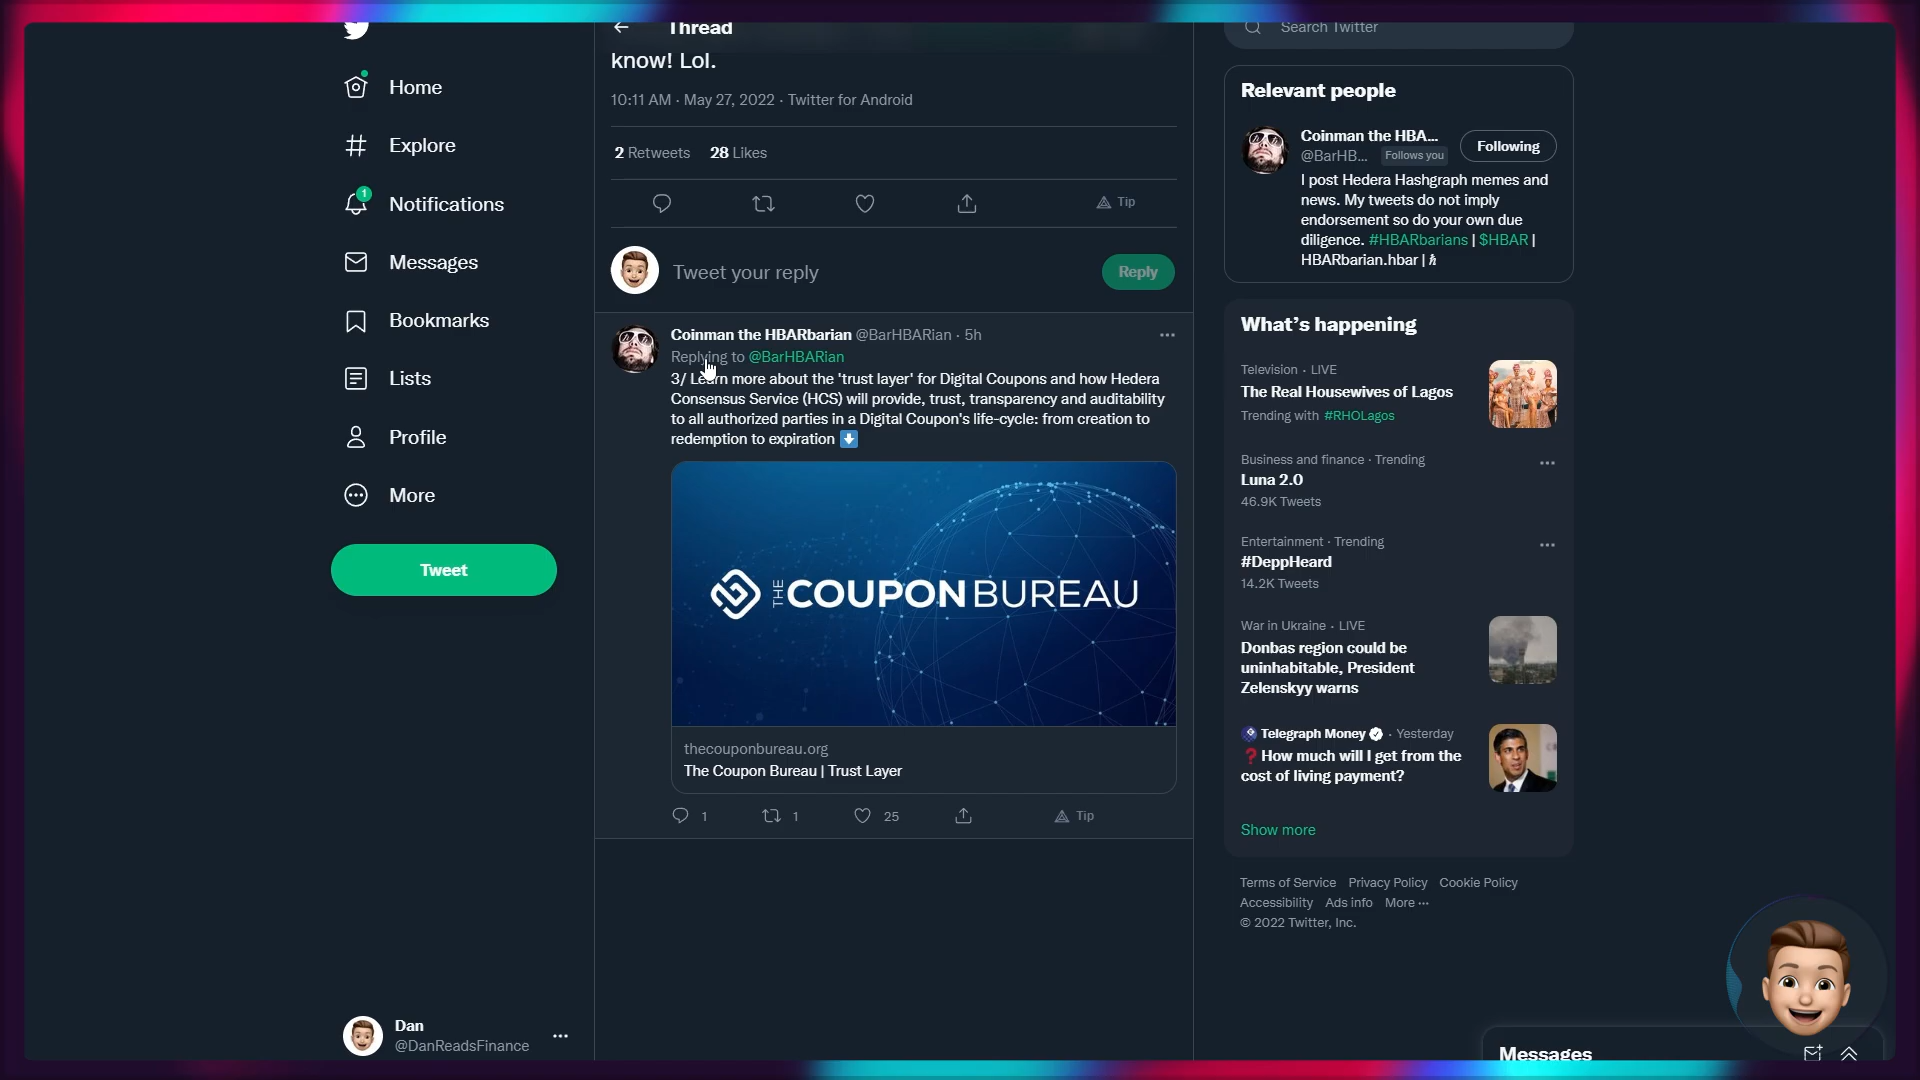 Home
Explore
1
Notifications
Messages
Bookmarks
Lists
Profile
More
Tweet
Dan
@DanReadsFinance
Thread
know! Lol.
10:11 AM · May 27, 2022 · Twitter for Android
2 Retweets 28 Likes
Tip
Tweet your reply
Reply
Coinman the HBARbarian @BarHBARian · 5h
Replying to @BarHBARian
3/ Learn more about the 'trust layer' for Digital Coupons and how Hedera
Consensus Service (HCS) will provide, trust, transparency and auditability
to all authorized parties in a Digital Coupon's life-cycle: from creation to
redemption to expiration ⬇️
THE COUPON BUREAU
thecouponbureau.org
The Coupon Bureau | Trust Layer
1 1 25 Tip
Search Twitter
Relevant people
Coinman the HBA...
Following
@BarHB... Follows you
I post Hedera Hashgraph memes and
news. My tweets do not imply
endorsement so do your own due
diligence. #HBARbarians | $HBAR |
HBARbarian.hbar | ℏ
What's happening
Television · LIVE
The Real Housewives of Lagos
Trending with #RHOLagos
Business and finance · Trending
Luna 2.0
46.9K Tweets
Entertainment · Trending
#DeppHeard
14.2K Tweets
War in Ukraine · LIVE
Donbas region could be
uninhabitable, President
Zelenskyy warns
Telegraph Money · Yesterday
❓How much will I get from the
cost of living payment?
Show more
Terms of Service Privacy Policy Cookie Policy
Accessibility Ads info More ···
© 2022 Twitter, Inc.
Messages